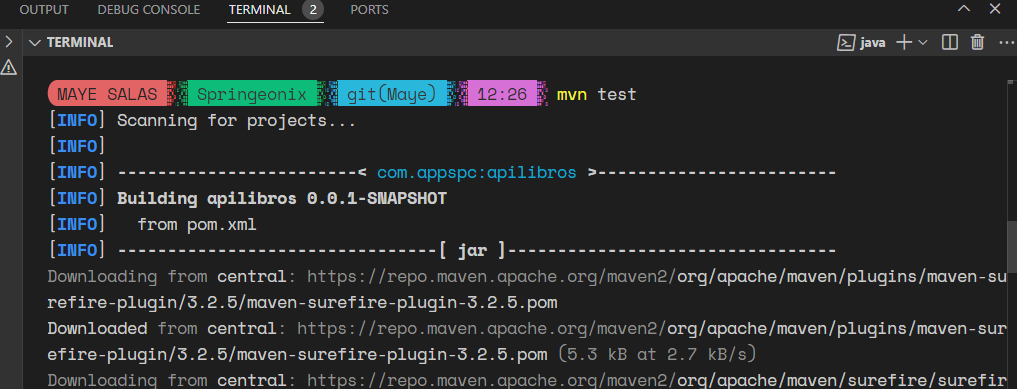 OUTPUT DEBUG CONSOLE TERMINAL 2 PORTS
TERMINAL java
MAYE SALAS Springeonix git(Maye) 12:26 mvn test
[INFO] Scanning for projects...
[INFO]
[INFO] -------------------------< com.appspc:apilibros >-------------------------
[INFO] Building apilibros 0.0.1-SNAPSHOT
[INFO]   from pom.xml
[INFO] --------------------------------[ jar ]---------------------------------
Downloading from central: https://repo.maven.apache.org/maven2/org/apache/maven/plugins/maven-su
refire-plugin/3.2.5/maven-surefire-plugin-3.2.5.pom
Downloaded from central: https://repo.maven.apache.org/maven2/org/apache/maven/plugins/maven-sur
efire-plugin/3.2.5/maven-surefire-plugin-3.2.5.pom (5.3 kB at 2.7 kB/s)
Downloading from central: https://repo.maven.apache.org/maven2/org/apache/maven/surefire/surefir